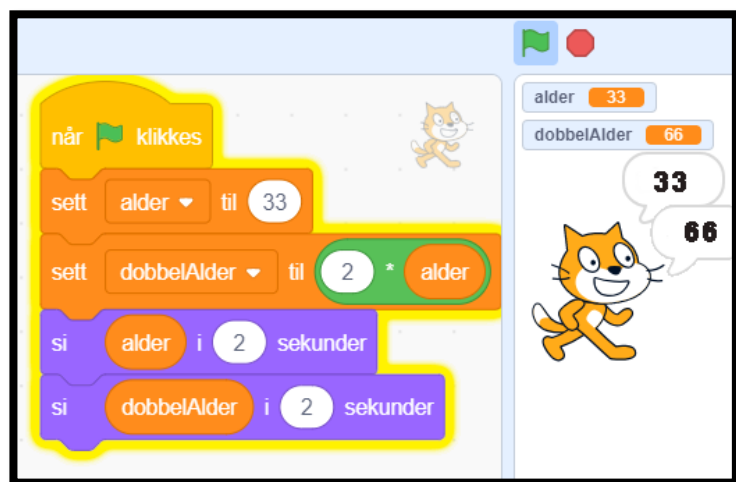 når klikkes
sett alder til 33
sett dobbelAlder til 2 * alder
si alder i 2 sekunder
si dobbelAlder i 2 sekunder
alder 33
dobbelAlder 66
33
66